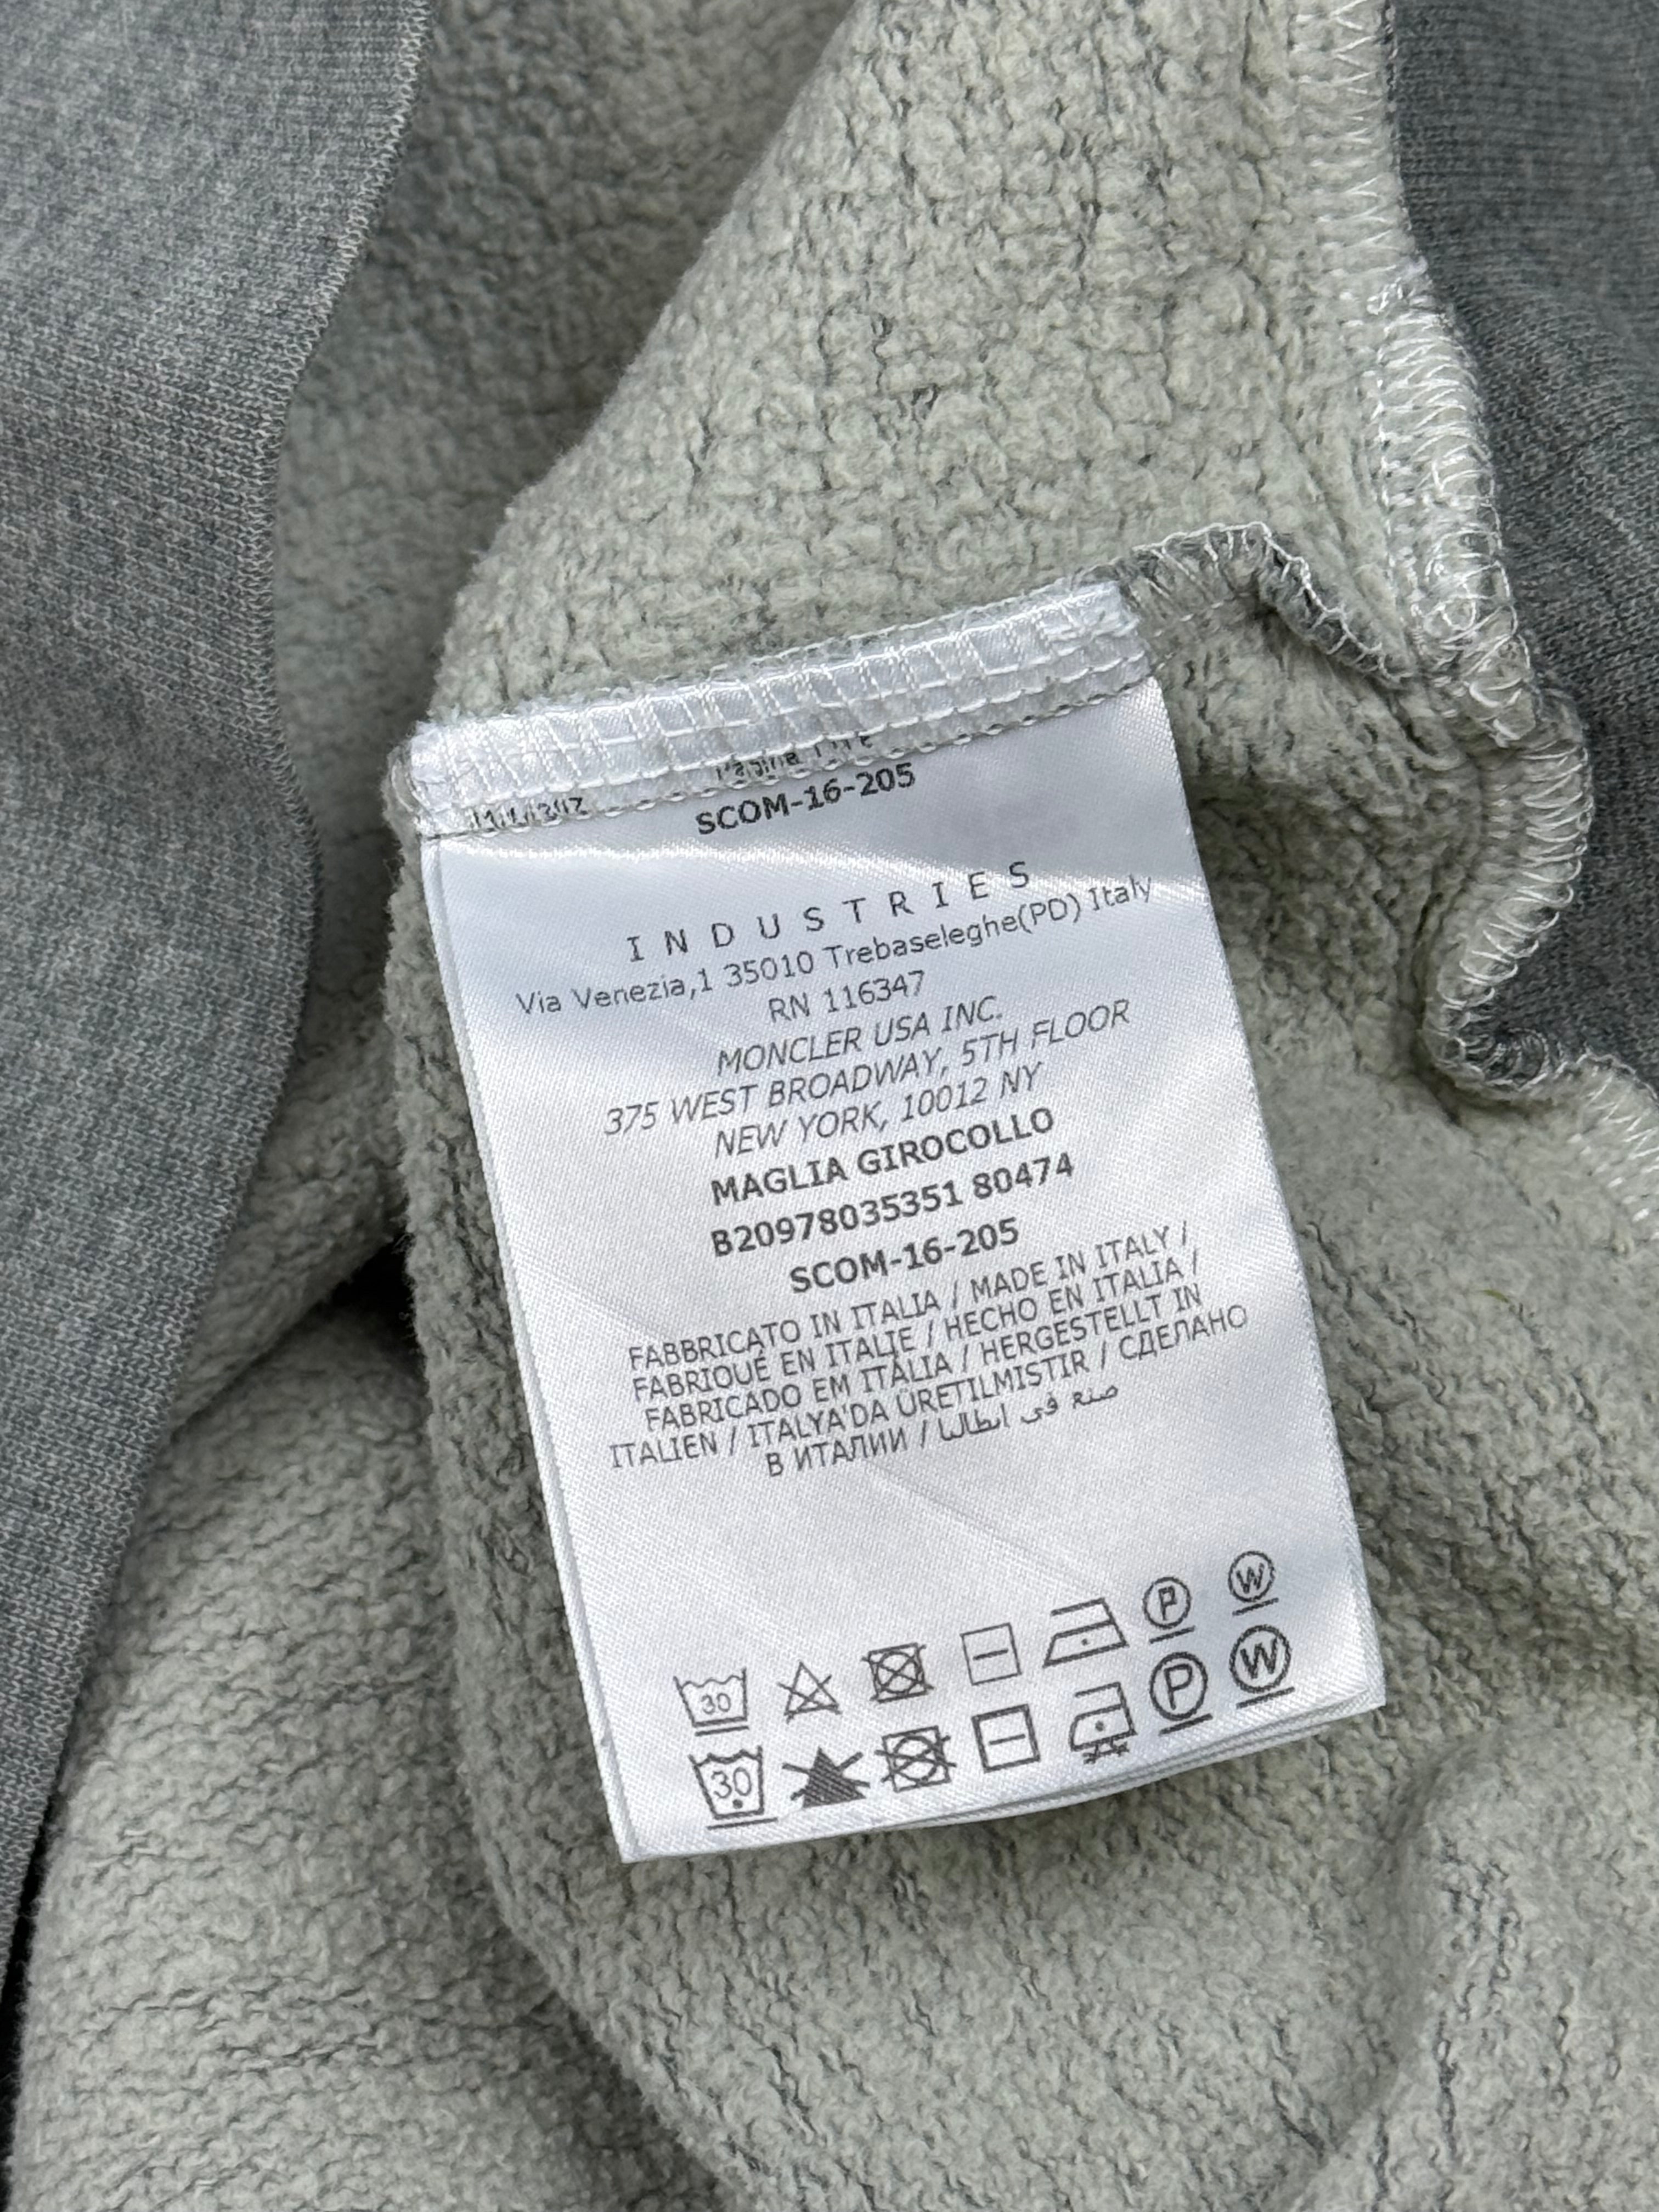 SCOM-16-205
INDUSTRIES
Via Venezia,1 35010 Trebaseleghe(PD) Italy
RN 116347
MONCLER USA INC.
375 WEST BROADWAY, 5TH FLOOR
NEW YORK, 10012 NY
MAGLIA GIROCOLLO
B20978035351 80474
SCOM-16-205
FABBRICATO IN ITALIA / MADE IN ITALY /
FABRIQUÉ EN ITALIE / HECHO EN ITALIA /
FABRICADO EM ITÀLIA / HERGESTELLT IN
ITALIEN / ITALYA'DA ÜRETILMISTIR / СДЕЛАНО
В ИТАЛИИ / صنع في ايطاليا
30 P W
30 P W